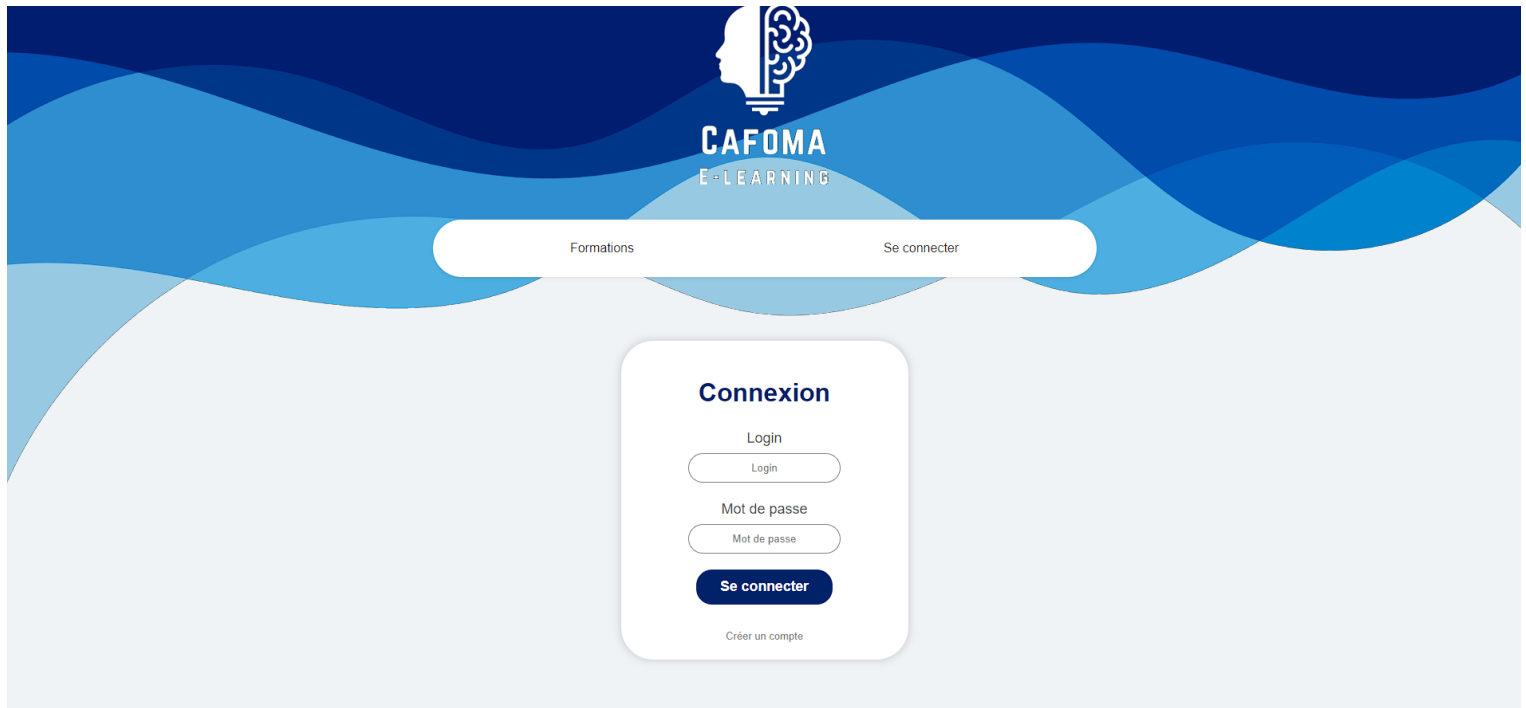 CAFOMA
E-LEARNING
Formations
Se connecter
Connexion
Login
Login
Mot de passe
Mot de passe
Se connecter
Créer un compte